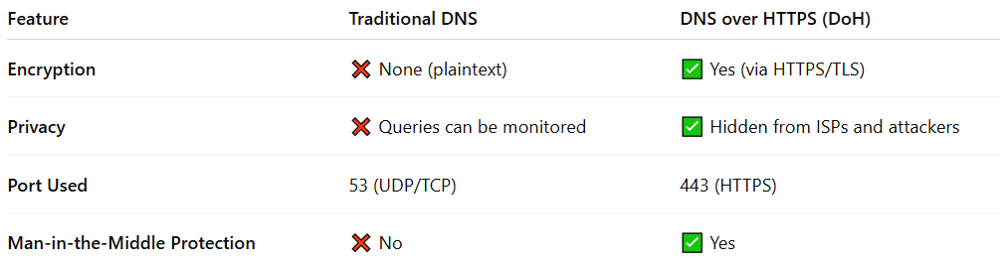 Feature Traditional DNS DNS over HTTPS (DoH)
Encryption ❌ None (plaintext) ✅ Yes (via HTTPS/TLS)
Privacy ❌ Queries can be monitored ✅ Hidden from ISPs and attackers
Port Used 53 (UDP/TCP) 443 (HTTPS)
Man-in-the-Middle Protection ❌ No ✅ Yes